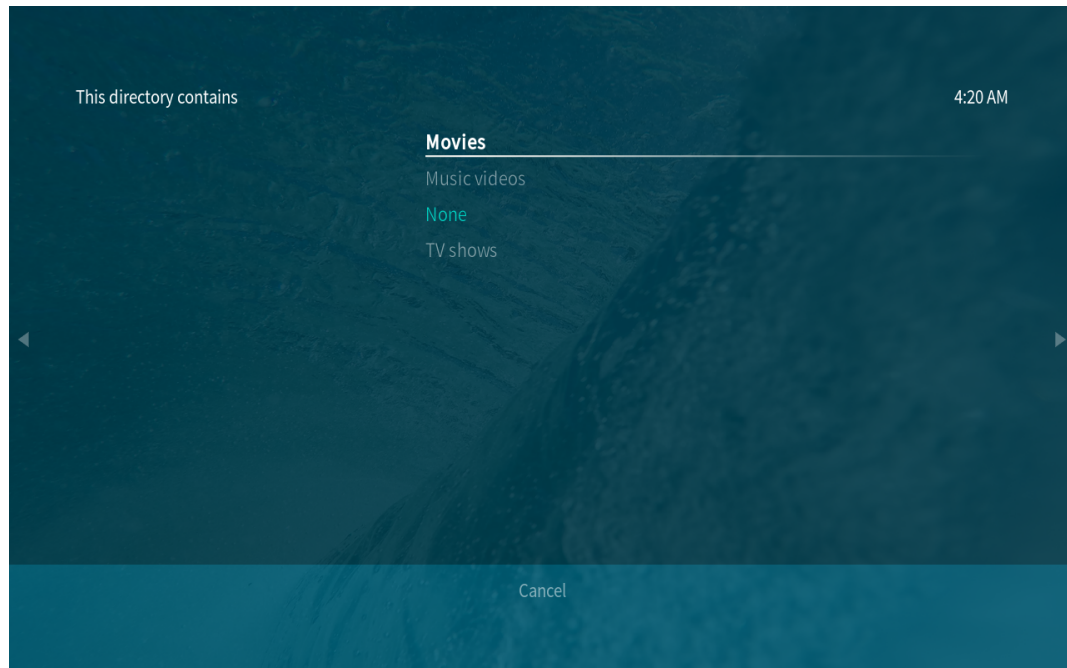 This directory contains
4:20 AM
Movies
Music videos
None
TV shows
Cancel